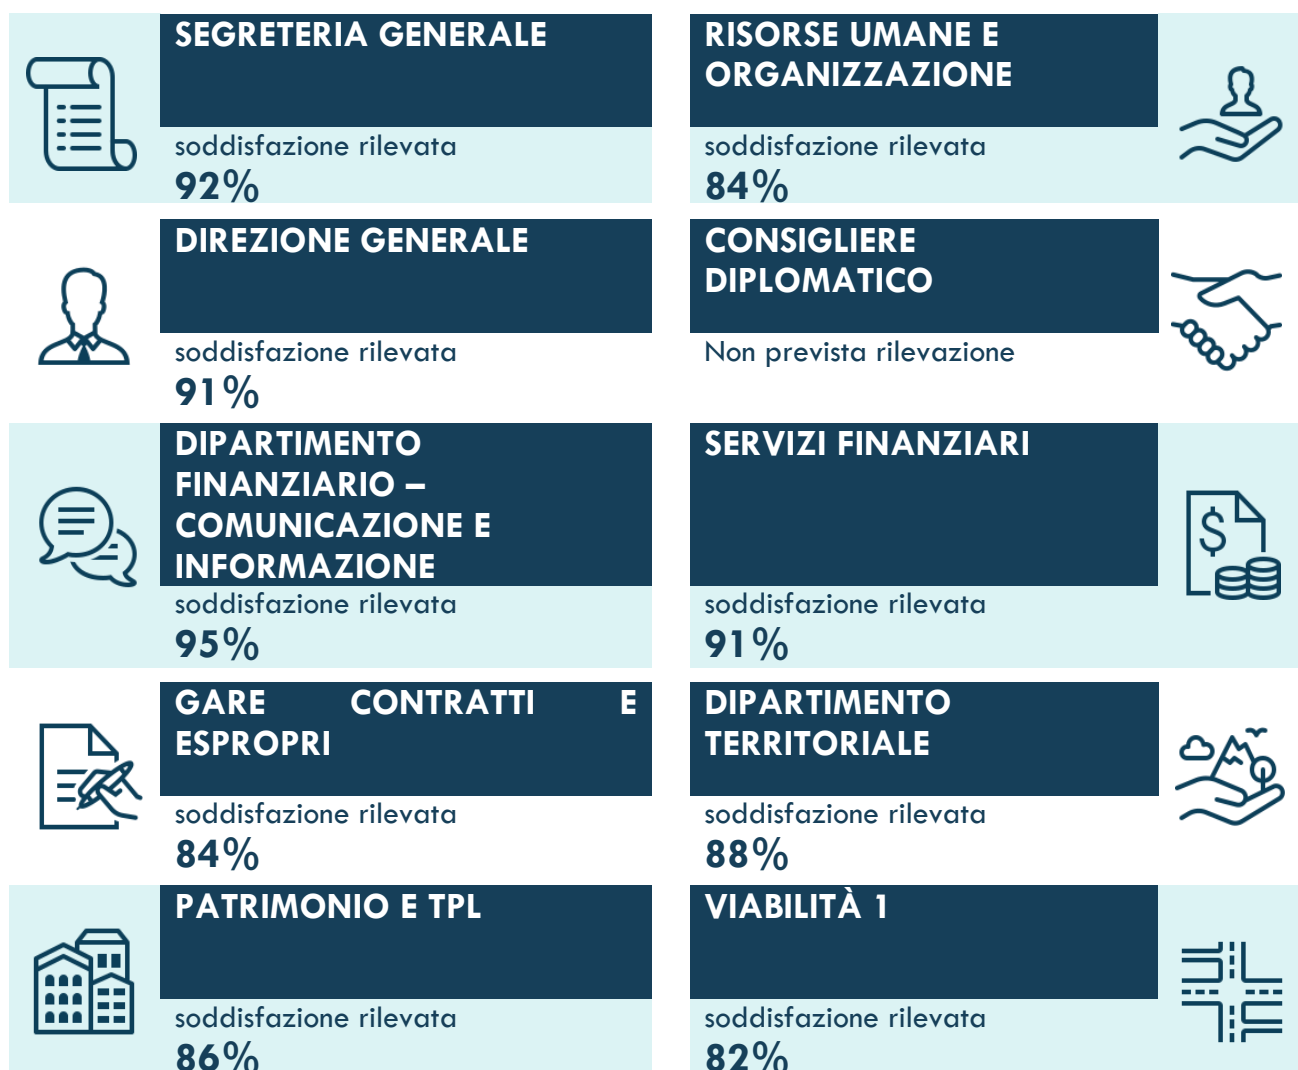 SEGRETERIA GENERALE
soddisfazione rilevata
92%
RISORSE UMANE E
ORGANIZZAZIONE
soddisfazione rilevata
84%
DIREZIONE GENERALE
soddisfazione rilevata
91%
CONSIGLIERE
DIPLOMATICO
Non prevista rilevazione
DIPARTIMENTO
FINANZIARIO –
COMUNICAZIONE E
INFORMAZIONE
soddisfazione rilevata
95%
SERVIZI FINANZIARI
soddisfazione rilevata
91%
GARE CONTRATTI E
ESPROPRI
soddisfazione rilevata
84%
DIPARTIMENTO
TERRITORIALE
soddisfazione rilevata
88%
PATRIMONIO E TPL
soddisfazione rilevata
86%
VIABILITÀ 1
soddisfazione rilevata
82%